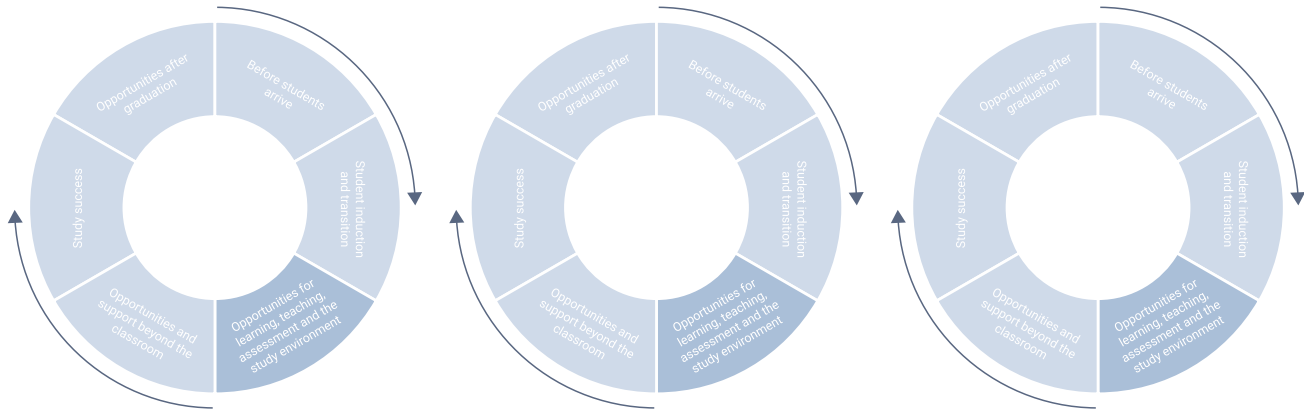 Opportunities after
graduation
Before students
arrive
Student induction
and transition
Opportunities for
learning, teaching,
assessment and the
study environment
Opportunities and
support beyond the
classroom
Study success
Opportunities after
graduation
Before students
arrive
Student induction
and transition
Opportunities for
learning, teaching,
assessment and the
study environment
Opportunities and
support beyond the
classroom
Study success
Opportunities after
graduation
Before students
arrive
Student induction
and transition
Opportunities for
learning, teaching,
assessment and the
study environment
Opportunities and
support beyond the
classroom
Study success